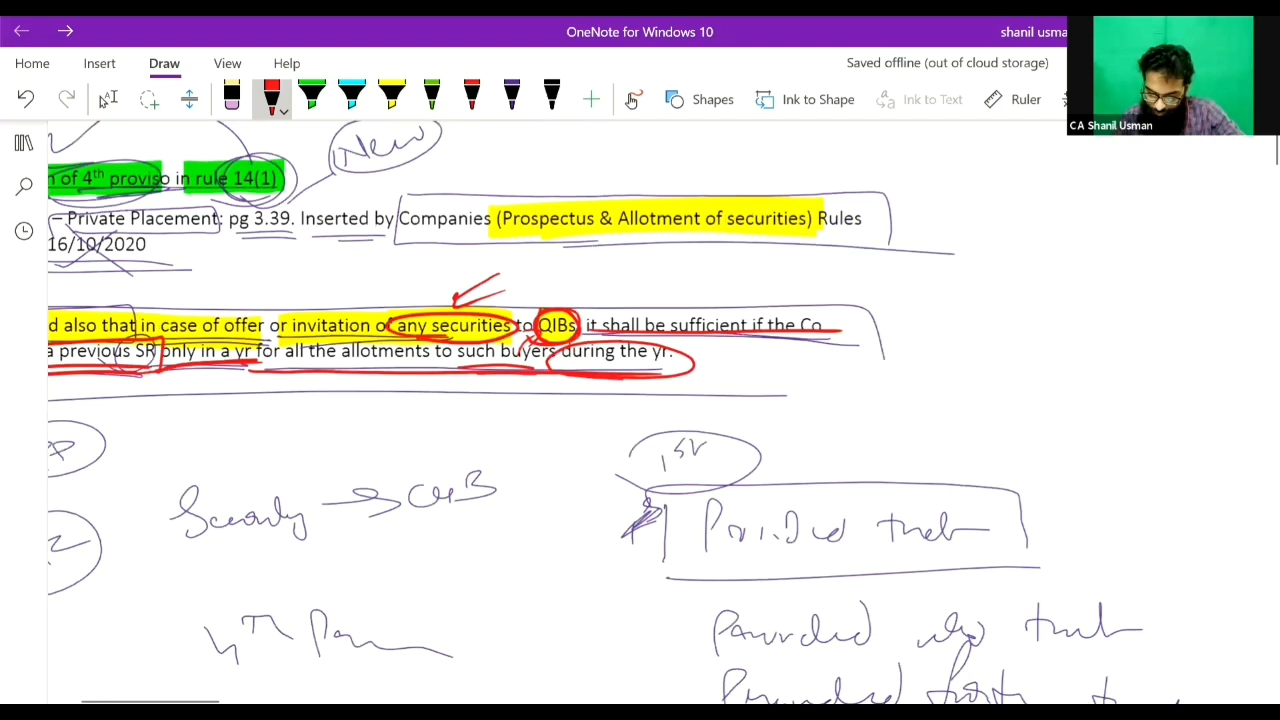 OneNote for Windows 10
shanil usma
Home Insert Draw View Help
Saved offline (out of cloud storage)
Shapes Ink to Shape Ink to Text Ruler
CA Shanil Usman
New
of 4th proviso in rule 14(1)
– Private Placement: pg 3.39. Inserted by Companies (Prospectus & Allotment of securities) Rules
16/10/2020
d also that in case of offer or invitation of any securities to QIBs, it shall be sufficient if the Co
a previous SR only in a yr for all the allotments to such buyers during the yr.
1st
Security → QIB
Provided that
4th
Provided also that
Provided